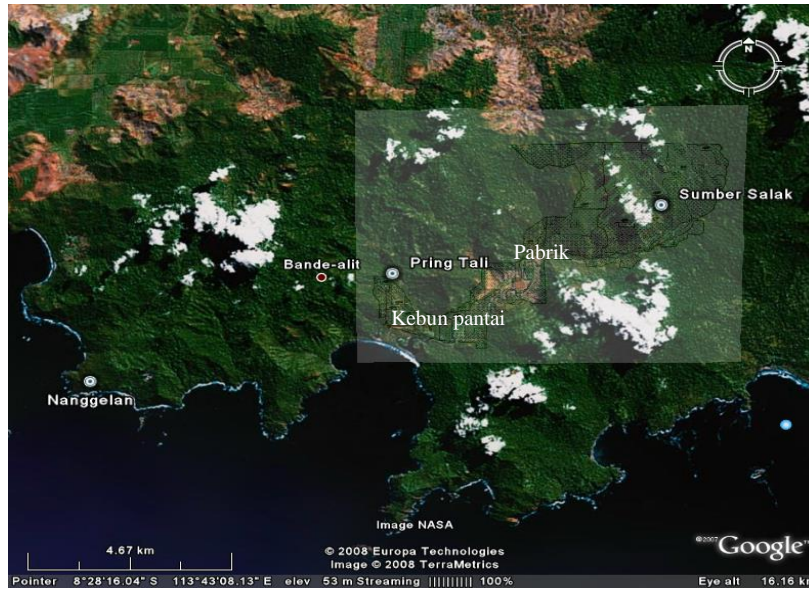 N
Sumber Salak
Pabrik
Bande-alit
Pring Tali
Kebun pantai
Nanggelan
Image NASA
4.67 km
© 2008 Europa Technologies
Image © 2008 TerraMetrics
©2007 Google™
Pointer 8°28'16.04" S 113°43'08.13" E elev 53 m Streaming |||||||||| 100% Eye alt 16.16 km